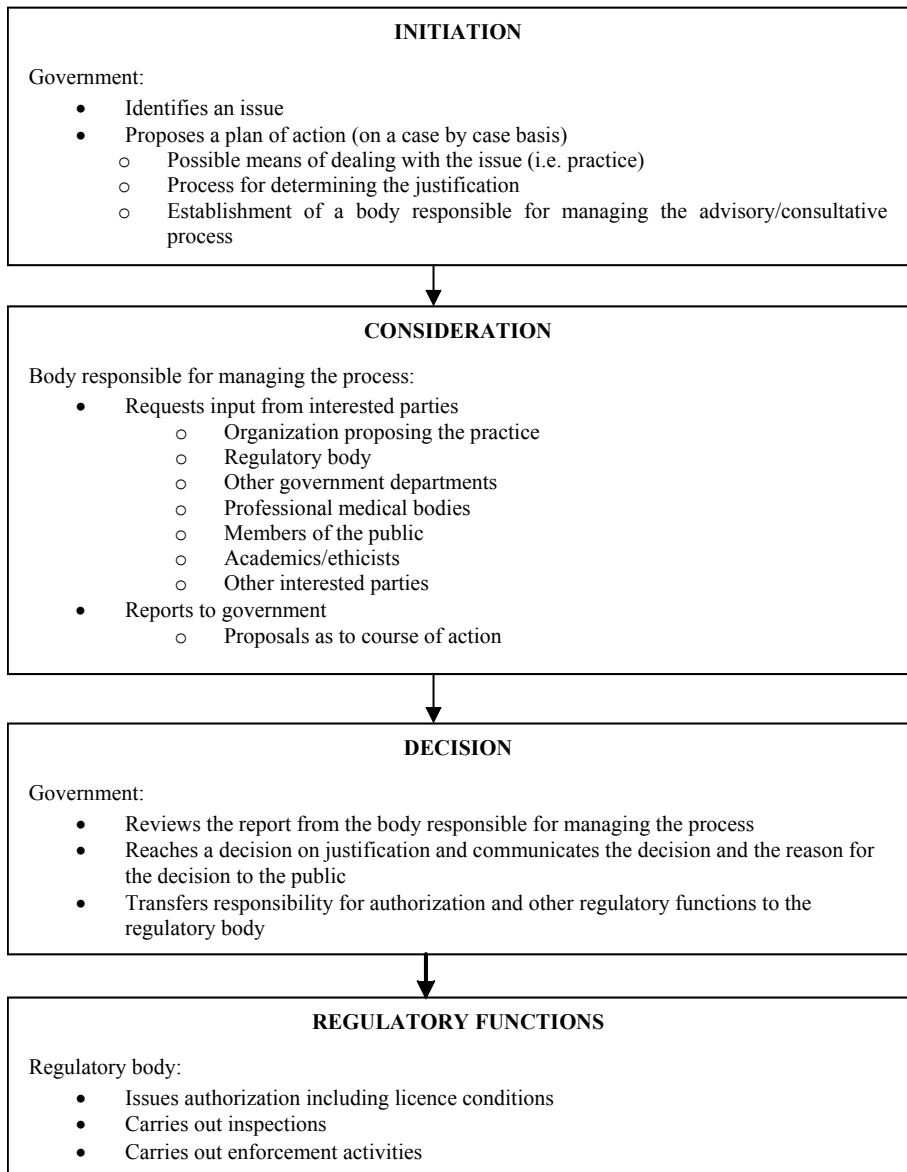 INITIATION
Government:
• Identifies an issue
• Proposes a plan of action (on a case by case basis)
o Possible means of dealing with the issue (i.e. practice)
o Process for determining the justification
o Establishment of a body responsible for managing the advisory/consultative
process
CONSIDERATION
Body responsible for managing the process:
• Requests input from interested parties
o Organization proposing the practice
o Regulatory body
o Other government departments
o Professional medical bodies
o Members of the public
o Academics/ethicists
o Other interested parties
• Reports to government
o Proposals as to course of action
DECISION
Government:
• Reviews the report from the body responsible for managing the process
• Reaches a decision on justification and communicates the decision and the reason for
the decision to the public
• Transfers responsibility for authorization and other regulatory functions to the
regulatory body
REGULATORY FUNCTIONS
Regulatory body:
• Issues authorization including licence conditions
• Carries out inspections
• Carries out enforcement activities